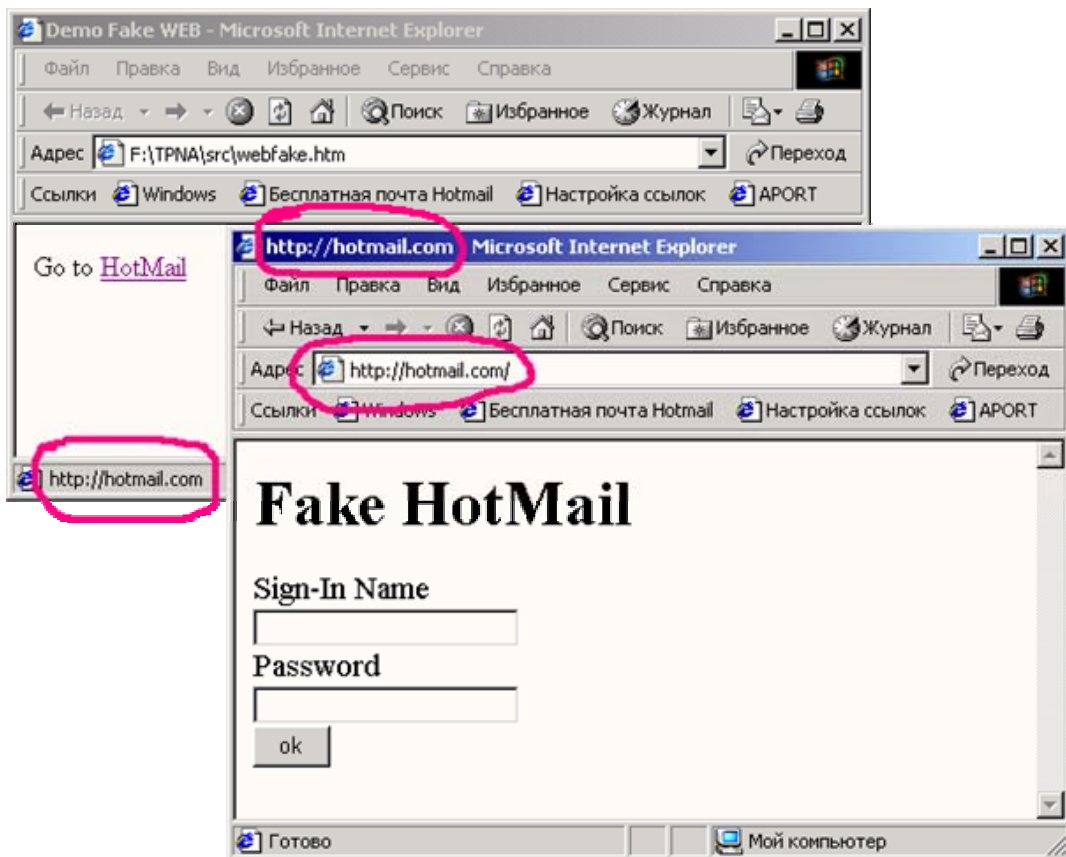 Demo Fake WEB - Microsoft Internet Explorer
Файл Правка Вид Избранное Сервис Справка
Назад Поиск Избранное Журнал
Адрес F:\TPNA\src\webfake.htm Переход
Ссылки Windows Бесплатная почта Hotmail Настройка ссылок APORT
Go to HotMail
http://hotmail.com
http://hotmail.com - Microsoft Internet Explorer
Файл Правка Вид Избранное Сервис Справка
Назад Поиск Избранное Журнал
Адрес http://hotmail.com/ Переход
Ссылки Windows Бесплатная почта Hotmail Настройка ссылок APORT
Fake HotMail
Sign-In Name
Password
ok
Готово Мой компьютер